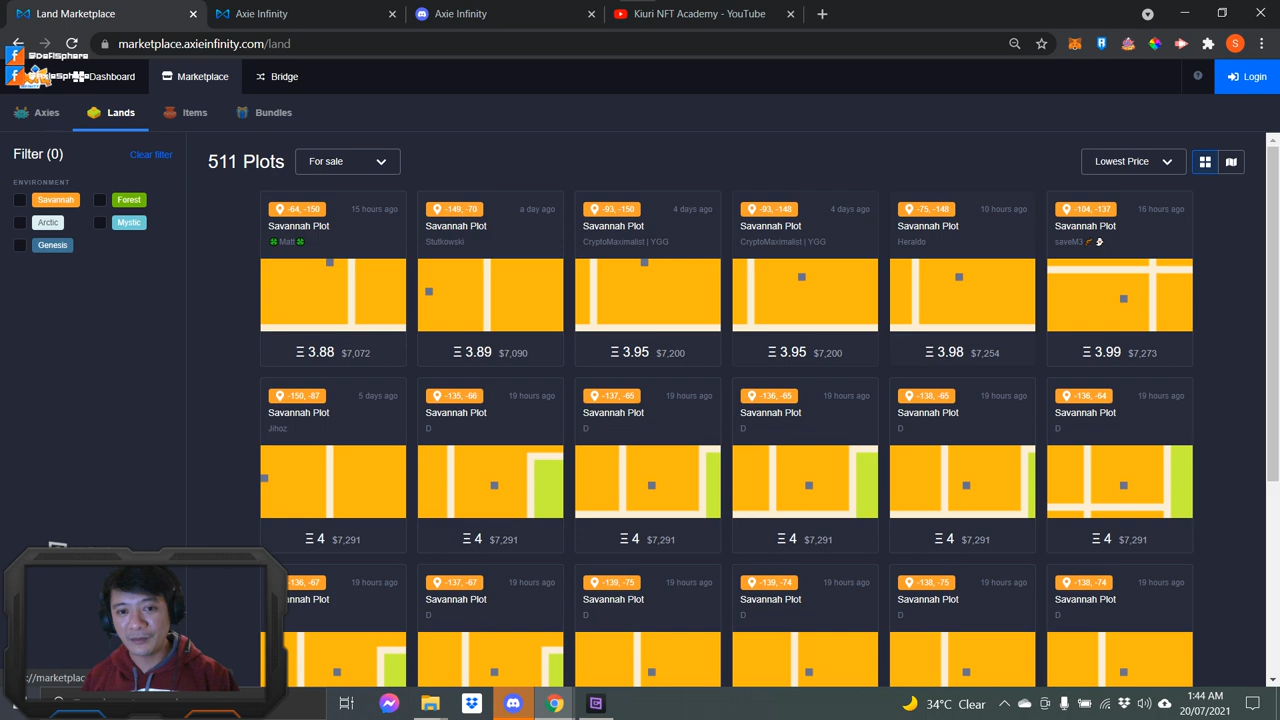 Land Marketplace
Axie Infinity
Axie Infinity
Kiuri NFT Academy - YouTube
marketplace.axieinfinity.com/land
@DeFiSphere
Dashboard
Marketplace
Bridge
Login
Axies
Lands
Items
Bundles
Filter (0)
Clear filter
511 Plots
For sale
Lowest Price
ENVIRONMENT
Savannah
Forest
Arctic
Mystic
Genesis
-64, -150 15 hours ago
Savannah Plot
Matt
Ξ 3.88 $7,072
-149, -70 a day ago
Savannah Plot
Stutkowski
Ξ 3.89 $7,090
-93, -150 4 days ago
Savannah Plot
CryptoMaximalist | YGG
Ξ 3.95 $7,200
-93, -148 4 days ago
Savannah Plot
CryptoMaximalist | YGG
Ξ 3.95 $7,200
-75, -148 10 hours ago
Savannah Plot
Heraldo
Ξ 3.98 $7,254
-104, -137 16 hours ago
Savannah Plot
saveM3
Ξ 3.99 $7,273
-150, -87 5 days ago
Savannah Plot
Jihoz
Ξ 4 $7,291
-135, -66 19 hours ago
Savannah Plot
D
Ξ 4 $7,291
-137, -65 19 hours ago
Savannah Plot
D
Ξ 4 $7,291
-136, -65 19 hours ago
Savannah Plot
D
Ξ 4 $7,291
-138, -65 19 hours ago
Savannah Plot
D
Ξ 4 $7,291
-136, -64 19 hours ago
Savannah Plot
D
Ξ 4 $7,291
-136, -67 19 hours ago
Plot
-137, -67 19 hours ago
Savannah Plot
D
-139, -75 19 hours ago
Savannah Plot
D
-139, -74 19 hours ago
Savannah Plot
D
-138, -75 19 hours ago
Savannah Plot
D
-138, -74 19 hours ago
Savannah Plot
D
://marketplac
34°C Clear
1:44 AM
20/07/2021